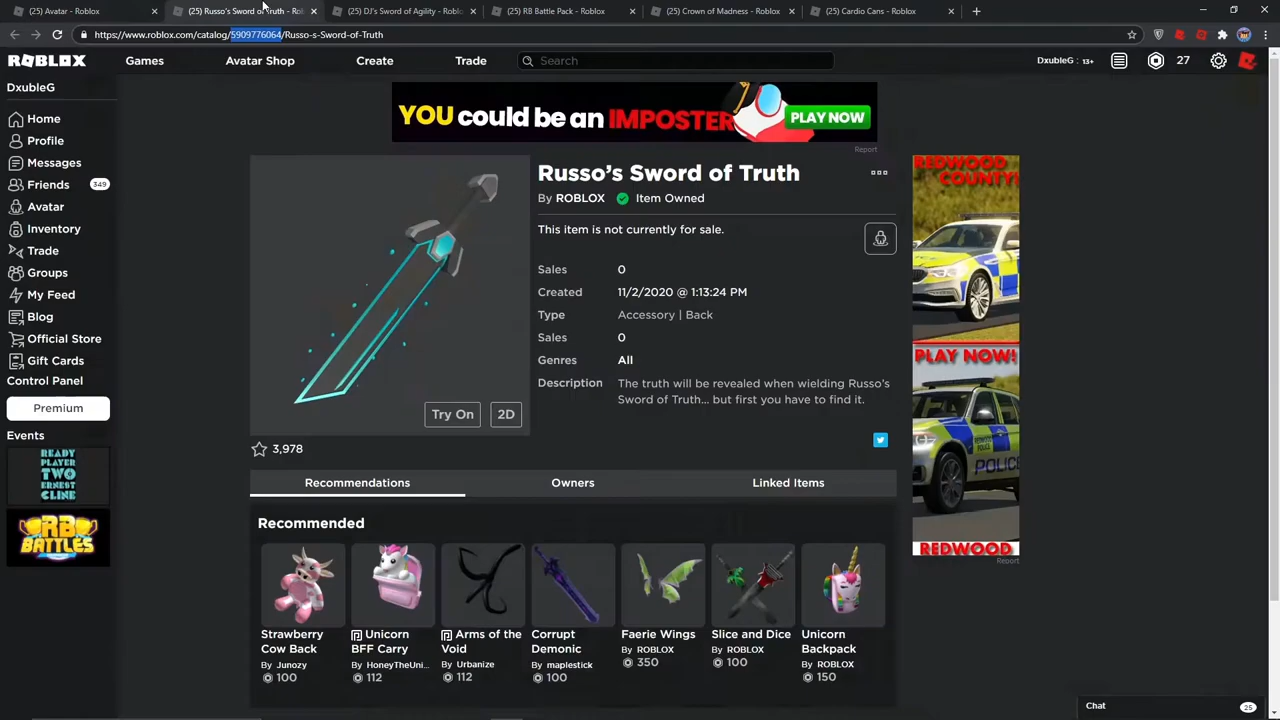 (25) Avatar - Roblox
(25) Russo's Sword of Truth - Rol
(25) DJ's Sword of Agility - Roblo
(25) RB Battle Pack - Roblox
(25) Crown of Madness - Roblox
(25) Cardio Cans - Roblox
https://www.roblox.com/catalog/5909776064/Russo-s-Sword-of-Truth
ROBLOX
Games
Avatar Shop
Create
Trade
Search
DxubleG : 13+
27
DxubleG
Home
Profile
Messages
Friends 349
Avatar
Inventory
Trade
Groups
My Feed
Blog
Official Store
Gift Cards
Control Panel
Premium
Events
READY
PLAYER
TWO
ERNEST
CLINE
RB
BATTLES
YOU could be an IMPOSTER
PLAY NOW
Report
Russo's Sword of Truth
By ROBLOX Item Owned
This item is not currently for sale.
Sales 0
Created 11/2/2020 @ 1:13:24 PM
Type Accessory | Back
Sales 0
Genres All
Description The truth will be revealed when wielding Russo's
Sword of Truth... but first you have to find it.
Try On
2D
3,978
Recommendations
Owners
Linked Items
Recommended
Strawberry
Cow Back
By Junozy
100
Unicorn
BFF Carry
By HoneyTheUni...
112
Arms of the
Void
By Urbanize
112
Corrupt
Demonic
By maplestick
100
Faerie Wings
By ROBLOX
350
Slice and Dice
By ROBLOX
100
Unicorn
Backpack
By ROBLOX
150
REDWOOD
COUNTY!
PLAY NOW!
POLICE
REDWOOD
Report
Chat
25